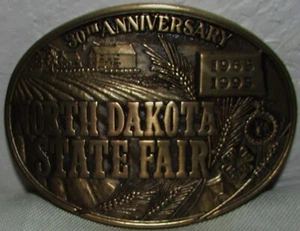 30TH ANNIVERSARY
1965
1995
NORTH DAKOTA
STATE FAIR